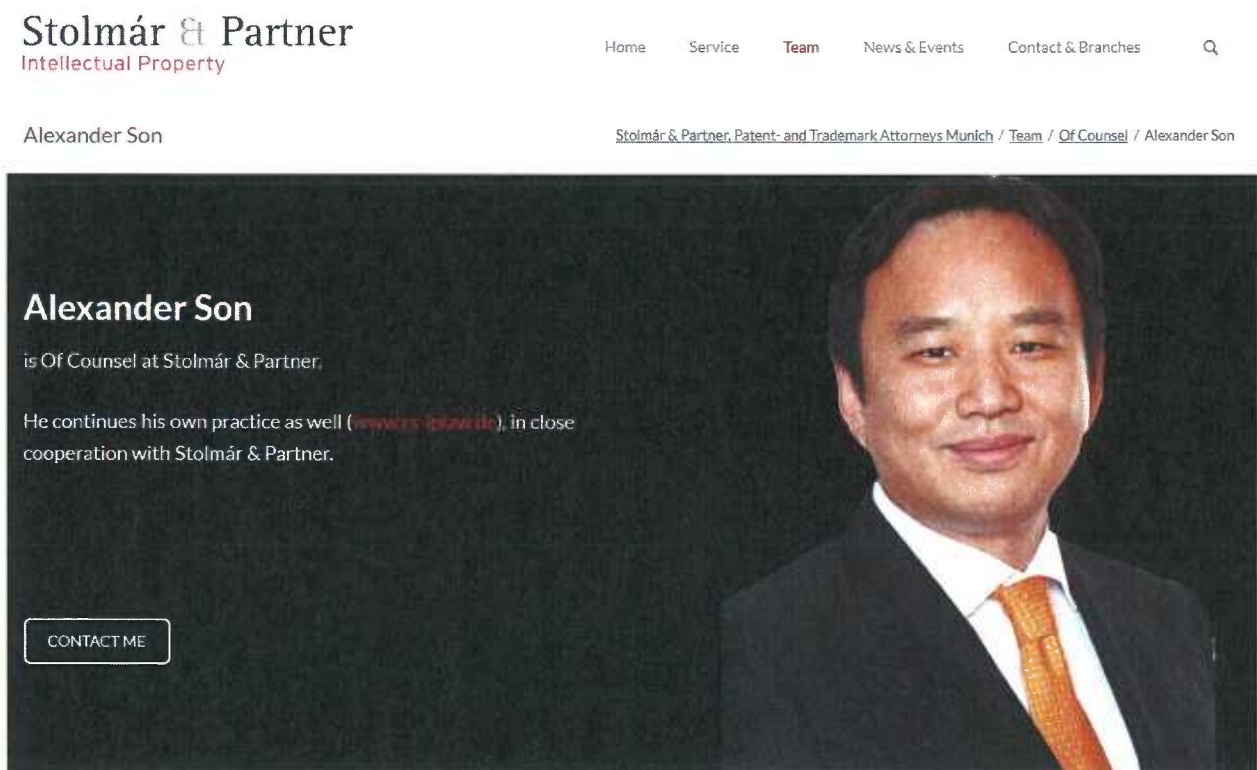 Stolmár & Partner
Intellectual Property
Home Service Team News & Events Contact & Branches
Alexander Son
Stolmár & Partner, Patent- and Trademark Attorneys Munich / Team / Of Counsel / Alexander Son
Alexander Son
is Of Counsel at Stolmár & Partner.
He continues his own practice as well ( ), in close
cooperation with Stolmár & Partner.
CONTACT ME